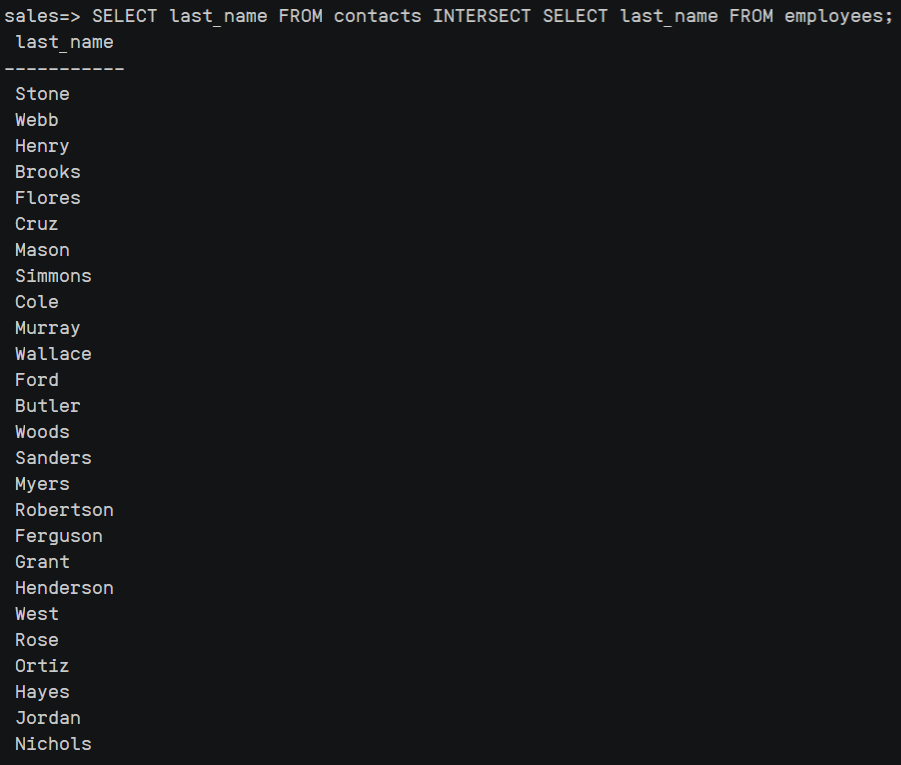 sales=> SELECT last_name FROM contacts INTERSECT SELECT last_name FROM employees;
last_name
-----------
Stone
Webb
Henry
Brooks
Flores
Cruz
Mason
Simmons
Cole
Murray
Wallace
Ford
Butler
Woods
Sanders
Myers
Robertson
Ferguson
Grant
Henderson
West
Rose
Ortiz
Hayes
Jordan
Nichols